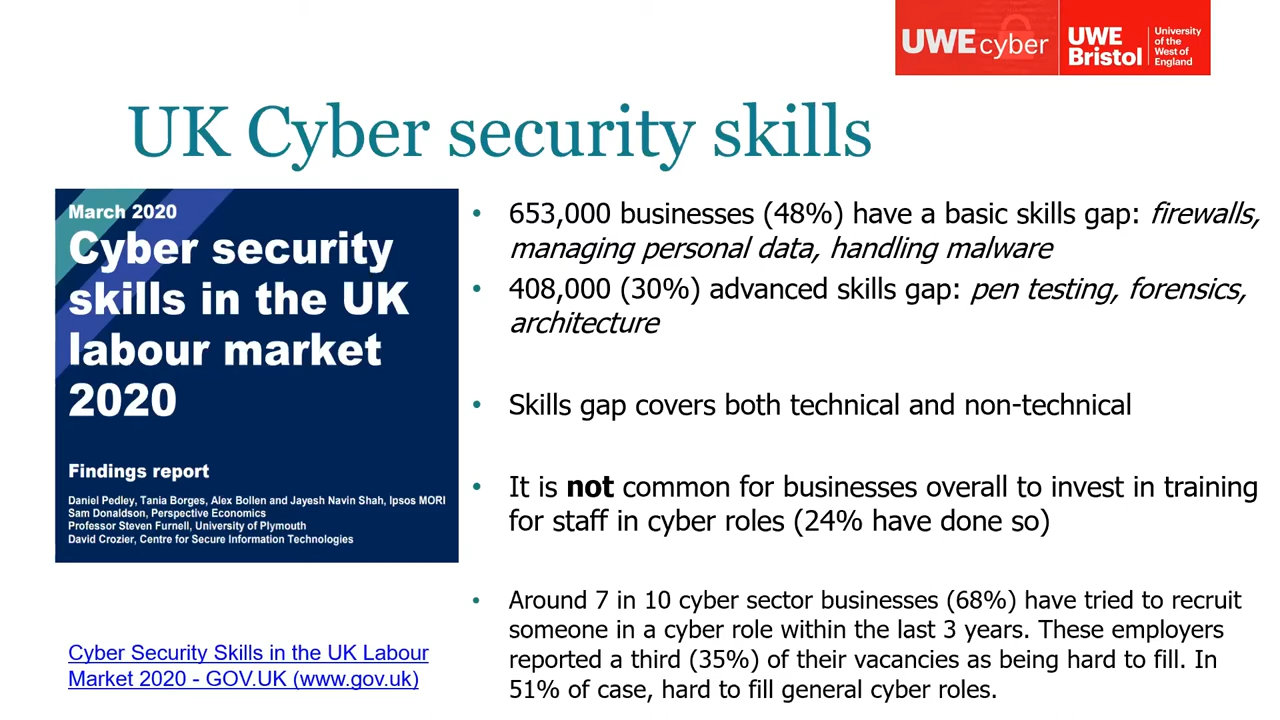 UWEcyber
UWE
Bristol
University
of the
West of
England
UK Cyber security skills
March 2020
Cyber security
skills in the UK
labour market
2020
Findings report
Daniel Pedley, Tania Borges, Alex Bollen and Jayesh Navin Shah, Ipsos MORI
Sam Donaldson, Perspective Economics
Professor Steven Furnell, University of Plymouth
David Crozier, Centre for Secure Information Technologies
Cyber Security Skills in the UK Labour
Market 2020 - GOV.UK (www.gov.uk)
• 653,000 businesses (48%) have a basic skills gap: firewalls,
managing personal data, handling malware
• 408,000 (30%) advanced skills gap: pen testing, forensics,
architecture
• Skills gap covers both technical and non-technical
• It is not common for businesses overall to invest in training
for staff in cyber roles (24% have done so)
• Around 7 in 10 cyber sector businesses (68%) have tried to recruit
someone in a cyber role within the last 3 years. These employers
reported a third (35%) of their vacancies as being hard to fill. In
51% of case, hard to fill general cyber roles.